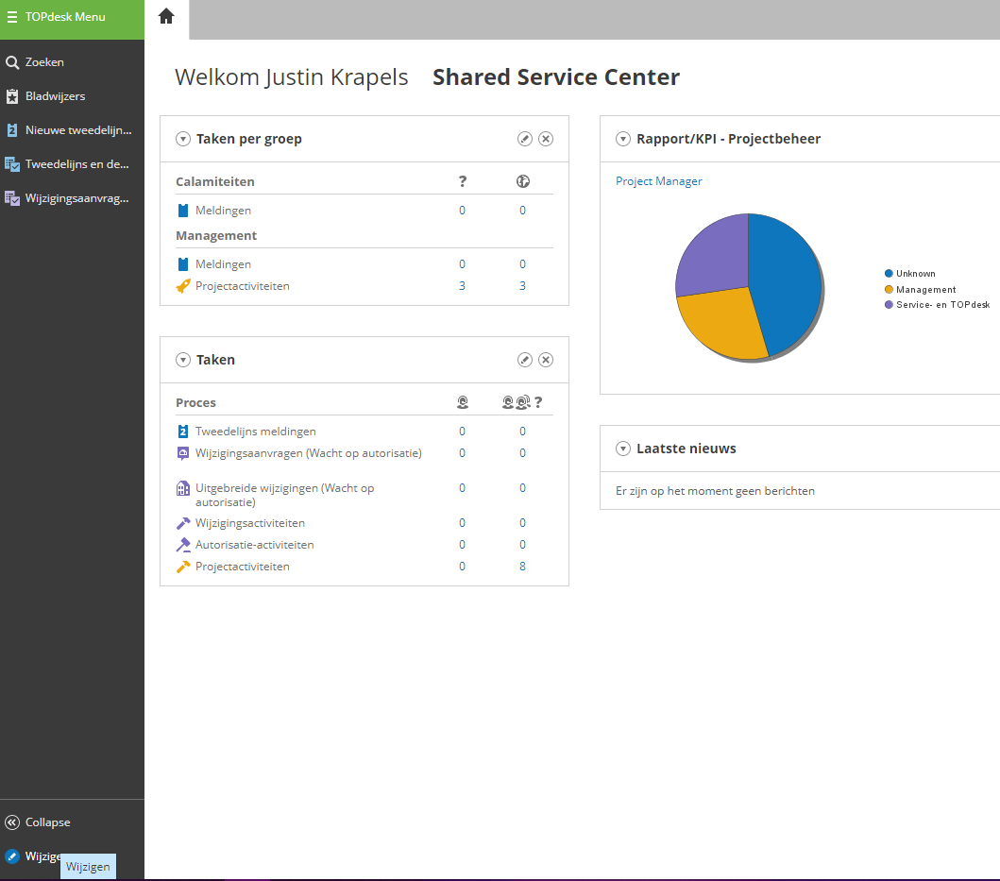 TOPdesk Menu
Zoeken
Bladwijzers
Nieuwe tweedelijn...
Tweedelijns en de...
Wijzigingsaanvrag...
Collapse
Wijzige
Wijzigen
Welkom Justin Krapels Shared Service Center
Taken per groep
Calamiteiten ?
Meldingen 0 0
Management
Meldingen 0 0
Projectactiviteiten 3 3
Taken
Proces ?
2 Tweedelijns meldingen 0 0
Wijzigingsaanvragen (Wacht op autorisatie) 0 0
Uitgebreide wijzigingen (Wacht op 0 0
autorisatie)
Wijzigingsactiviteiten 0 0
Autorisatie-activiteiten 0 0
Projectactiviteiten 0 8
Rapport/KPI - Projectbeheer
Project Manager
Unknown
Management
Service- en TOPdesk
Laatste nieuws
Er zijn op het moment geen berichten